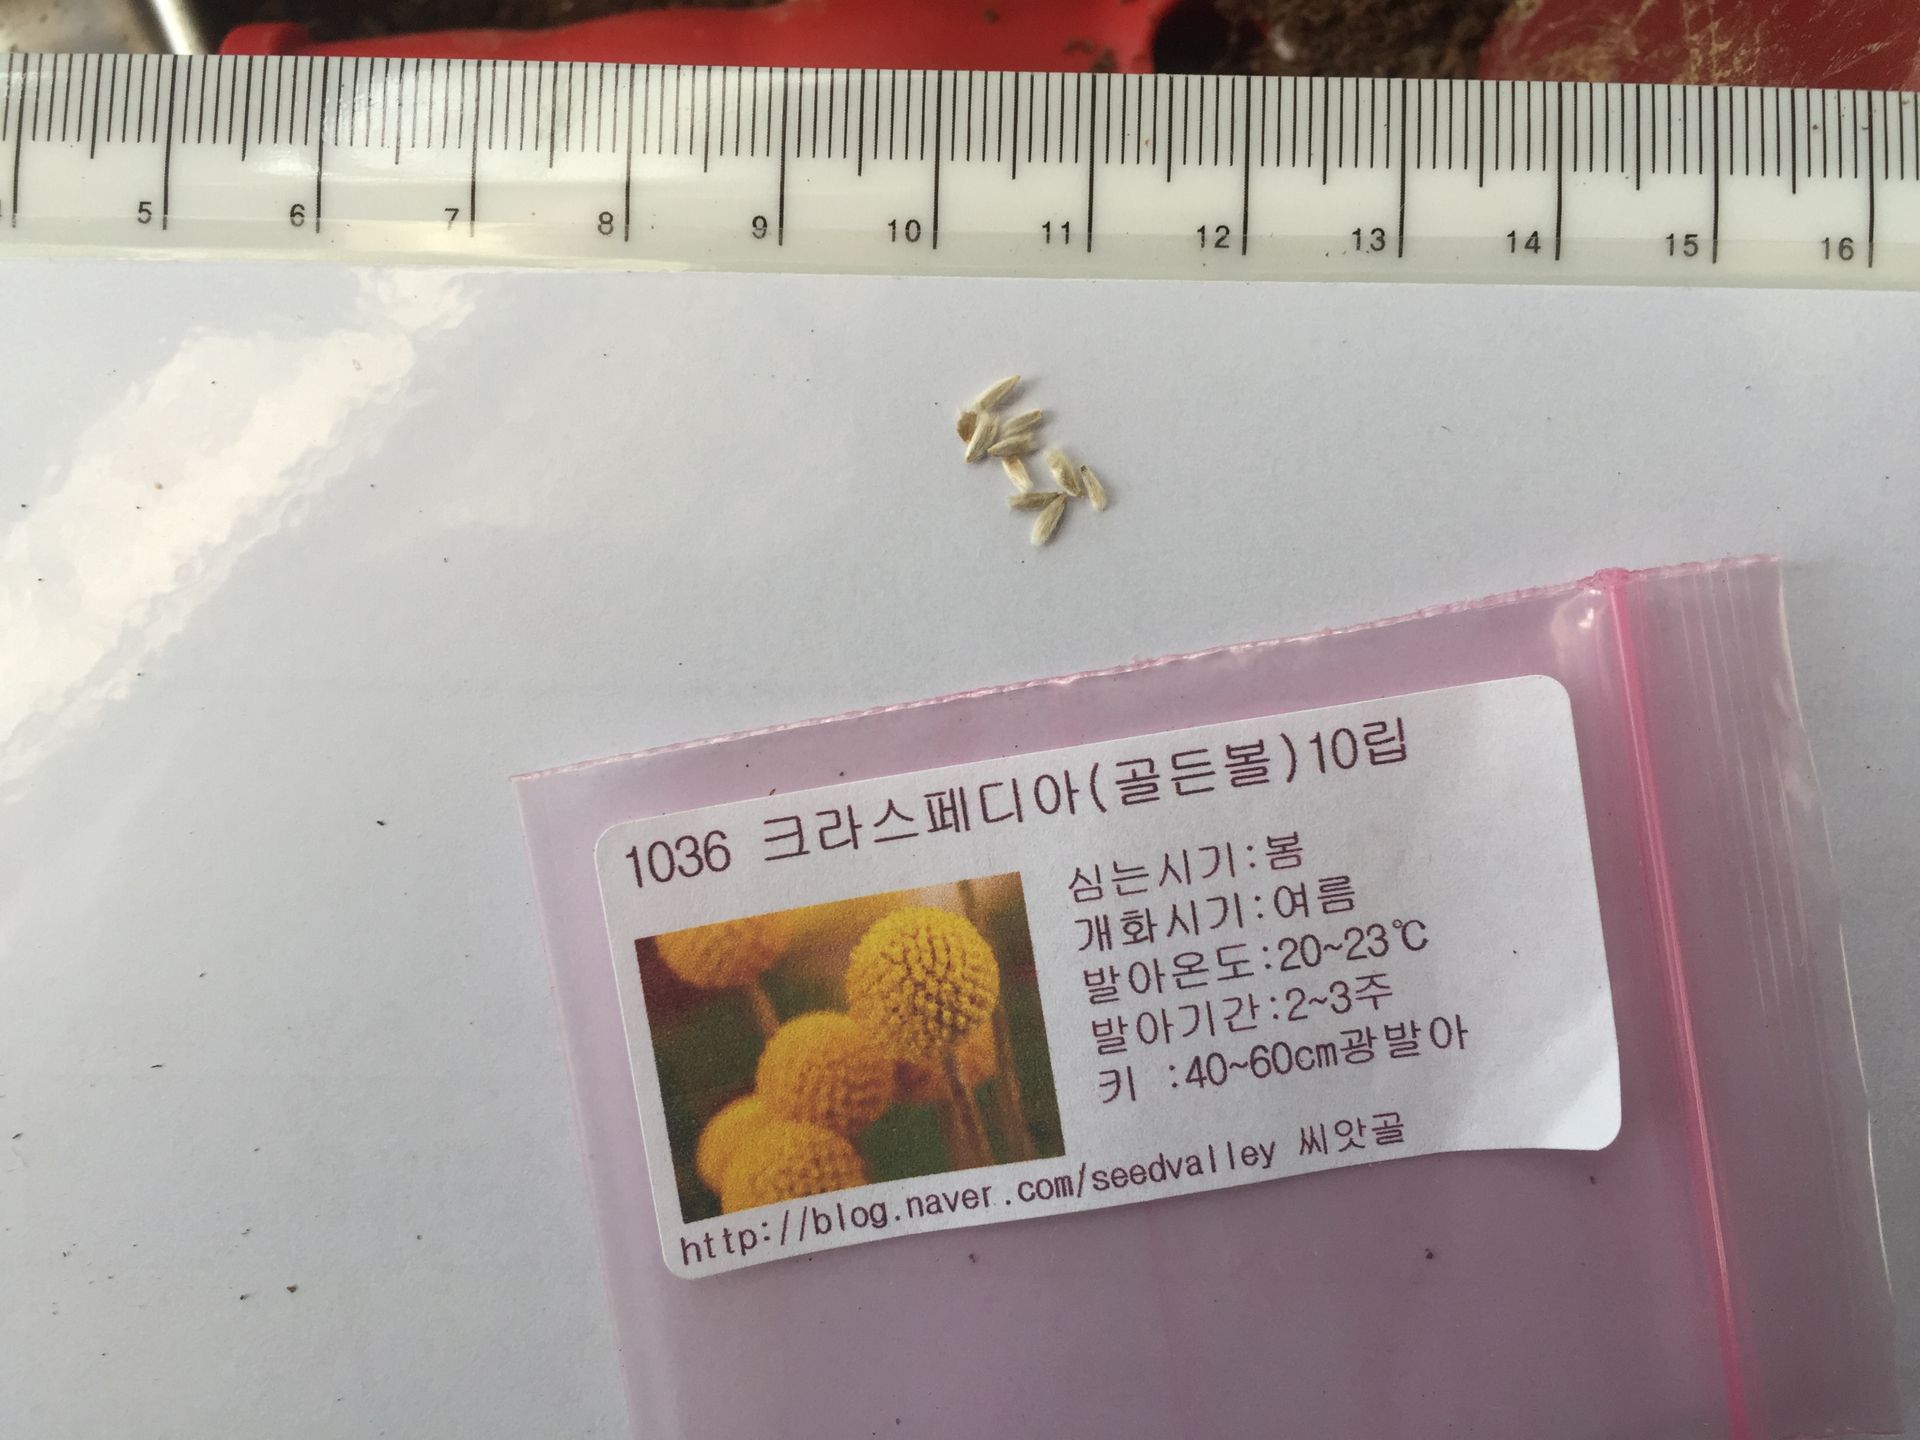 5 6 7 8 9 10 11 12 13 14 15 16
1036 크라스페디아(골든볼)10립
심는시기:봄
개화시기:여름
발아온도:20~23℃
발아기간:2~3주
키 :40~60cm광발아
http://blog.naver.com/seedvalley 씨앗골